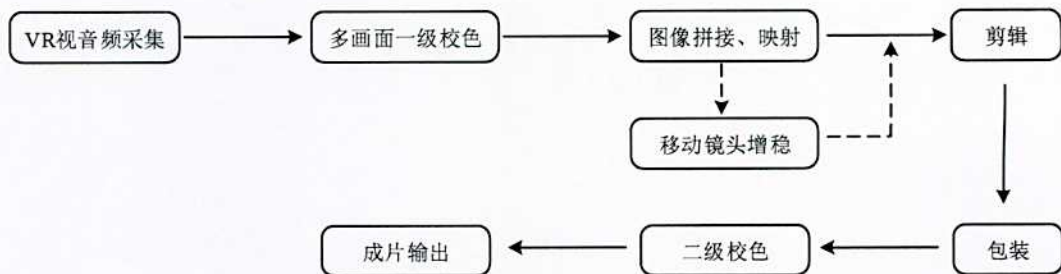 VR视音频采集
多画面一级校色
图像拼接、映射
剪辑
移动镜头增稳
包装
二级校色
成片输出